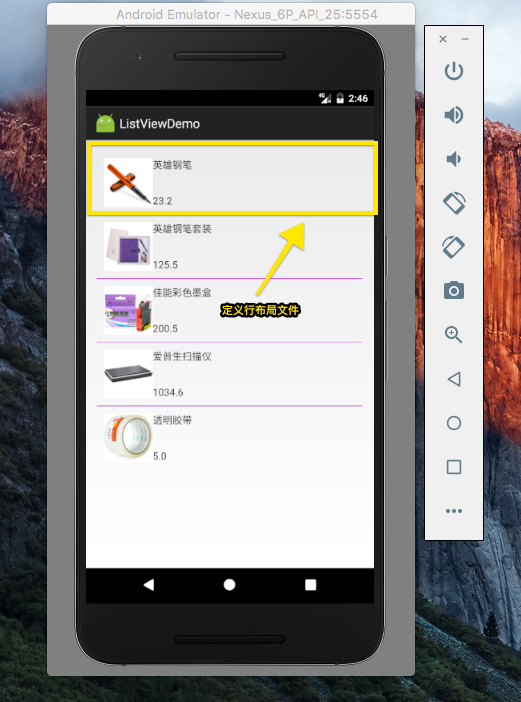 Android Emulator - Nexus_6P_API_25:5554
4G
2:46
ListViewDemo
英雄钢笔
23.2
英雄钢笔套装
125.5
定义行布局文件
佳能彩色墨盒
200.5
爱普生扫描仪
1034.6
透明胶带
5.0